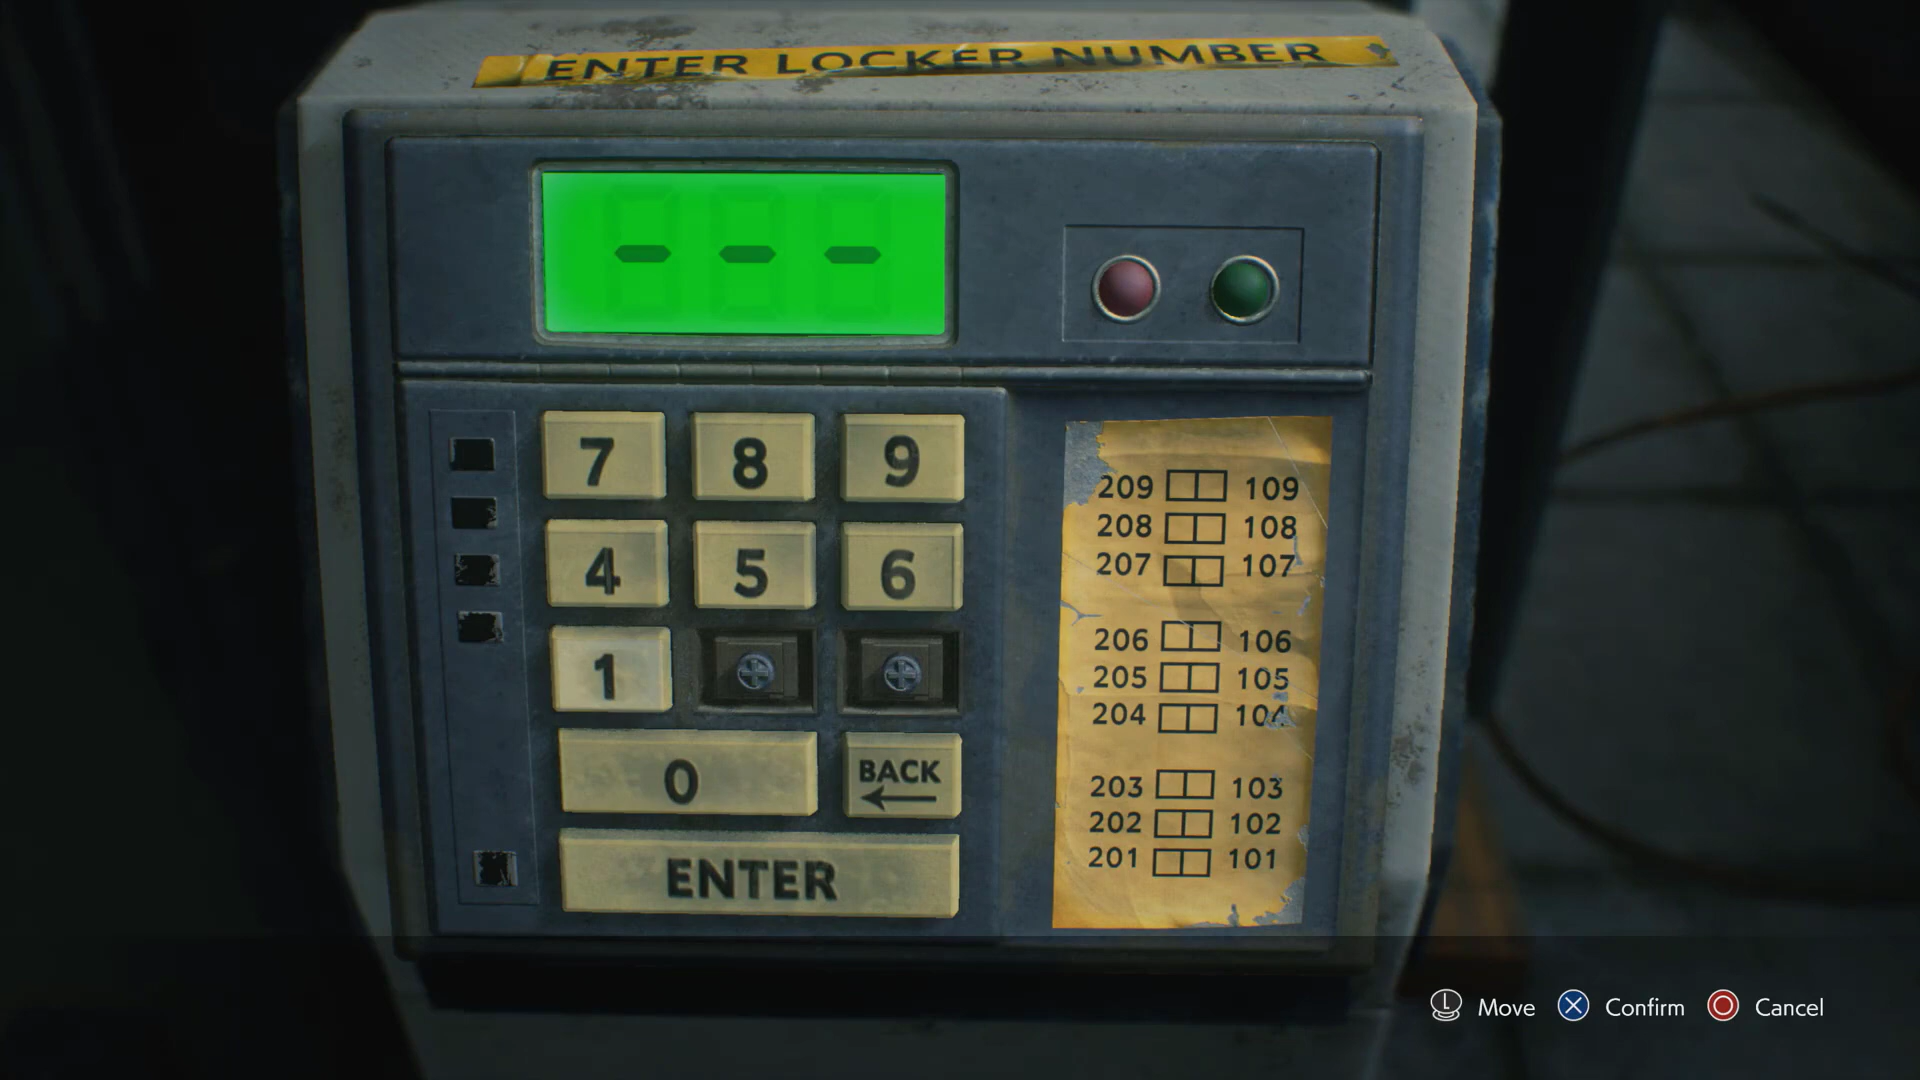 ENTER LOCKER NUMBER
- - -
7 8 9
4 5 6
1
0 BACK
ENTER
209 109
208 108
207 107
206 106
205 105
204 104
203 103
202 102
201 101
L Move Confirm Cancel